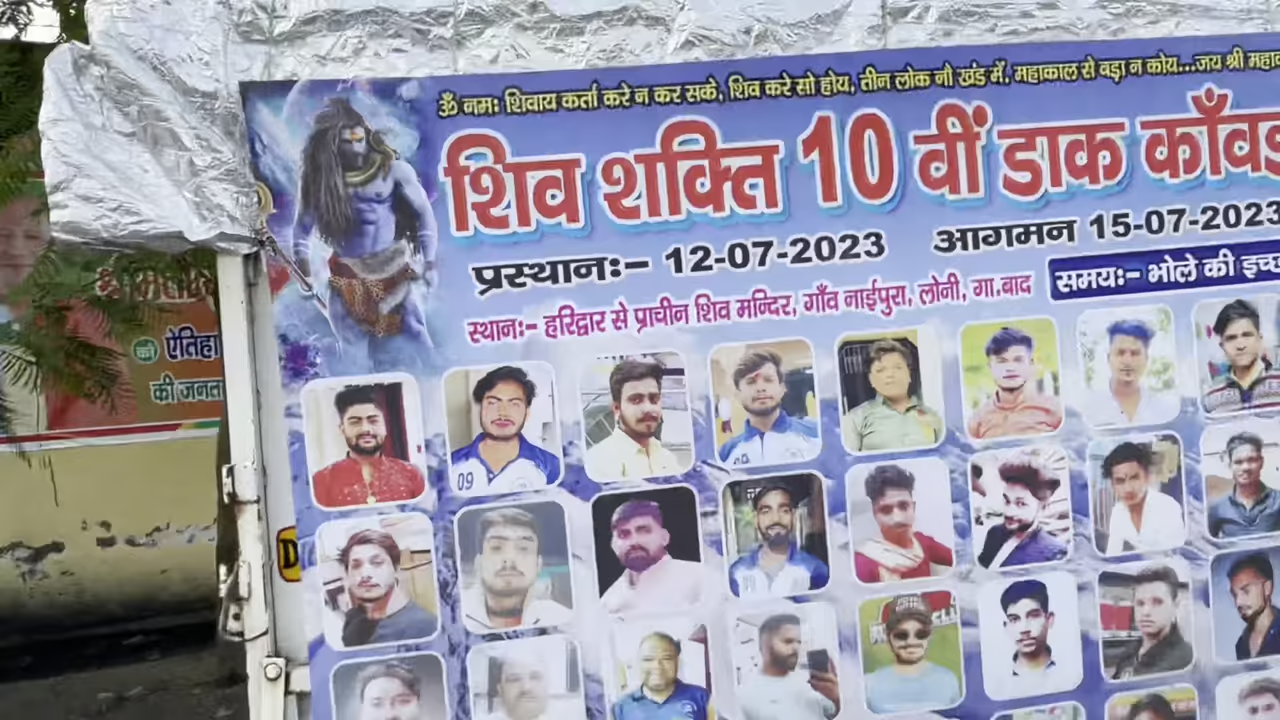 ॐ नमः शिवाय कर्ता करे न कर सके, शिव करे सो होय, तीन लोक नौ खंड में, महाकाल से बड़ा न कोय...जय श्री महाक
शिव शक्ति 10 वीं डाक काँवड़
प्रस्थानः- 12-07-2023 आगमन 15-07-2023
स्थानः- हरिद्वार से प्राचीन शिव मन्दिर, गाँव नाईपुरा, लोनी, गा.बाद
समयः- भोले की इच्छ
09
को ऐतिहा
की जनता